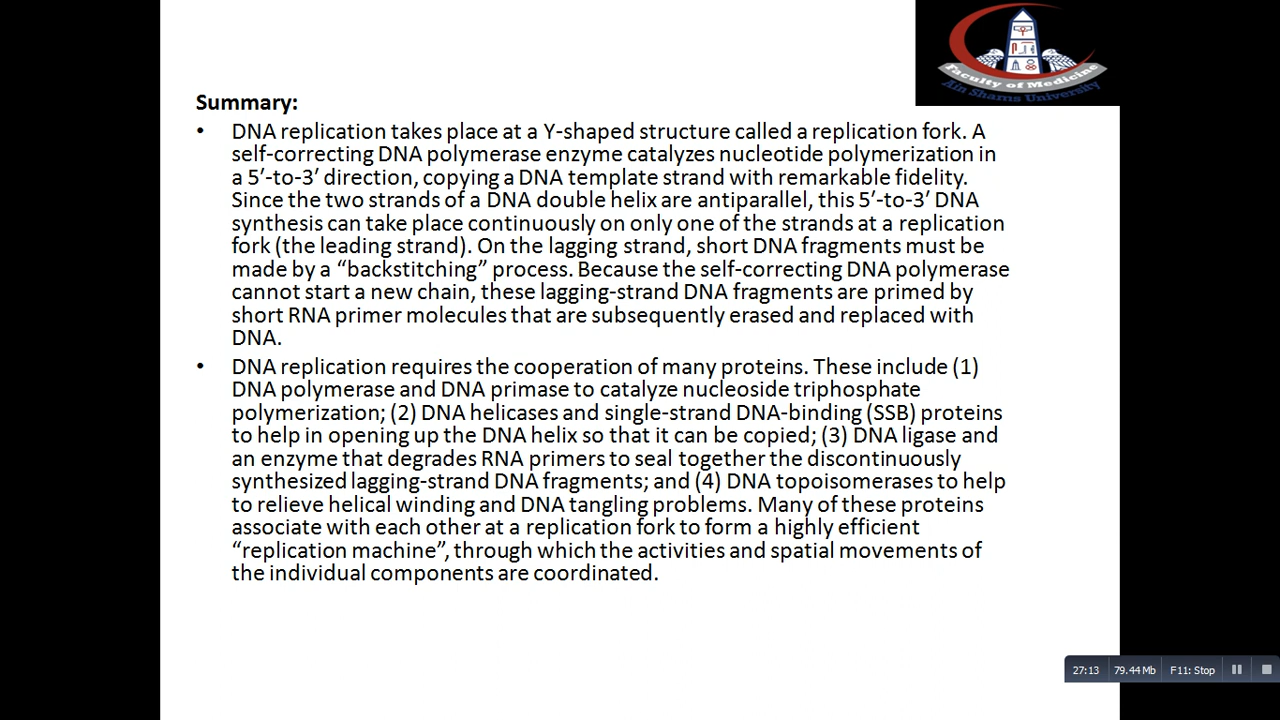 Faculty of Medicine
Ain Shams University
Summary:
• DNA replication takes place at a Y-shaped structure called a replication fork. A
self-correcting DNA polymerase enzyme catalyzes nucleotide polymerization in
a 5′-to-3′ direction, copying a DNA template strand with remarkable fidelity.
Since the two strands of a DNA double helix are antiparallel, this 5′-to-3′ DNA
synthesis can take place continuously on only one of the strands at a replication
fork (the leading strand). On the lagging strand, short DNA fragments must be
made by a “backstitching” process. Because the self-correcting DNA polymerase
cannot start a new chain, these lagging-strand DNA fragments are primed by
short RNA primer molecules that are subsequently erased and replaced with
DNA.
• DNA replication requires the cooperation of many proteins. These include (1)
DNA polymerase and DNA primase to catalyze nucleoside triphosphate
polymerization; (2) DNA helicases and single-strand DNA-binding (SSB) proteins
to help in opening up the DNA helix so that it can be copied; (3) DNA ligase and
an enzyme that degrades RNA primers to seal together the discontinuously
synthesized lagging-strand DNA fragments; and (4) DNA topoisomerases to help
to relieve helical winding and DNA tangling problems. Many of these proteins
associate with each other at a replication fork to form a highly efficient
“replication machine”, through which the activities and spatial movements of
the individual components are coordinated.
27:13 79.44 Mb F11: Stop